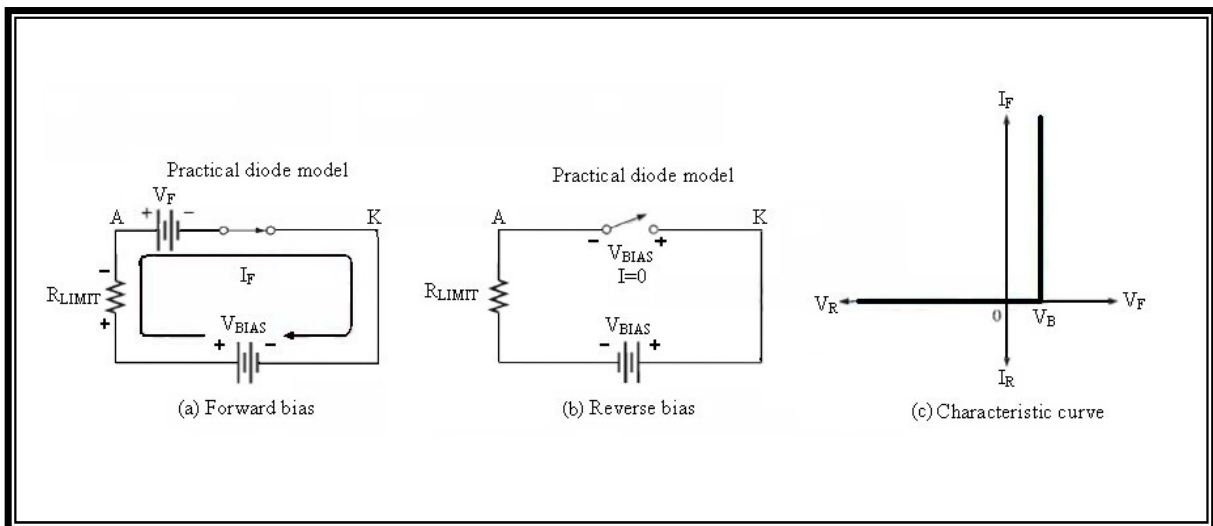 Practical diode model
V_F
+ −
A
K
I_F
−
R_LIMIT
+
V_BIAS
+ −
(a) Forward bias
Practical diode model
A
K
− +
V_BIAS
I=0
R_LIMIT
V_BIAS
− +
(b) Reverse bias
I_F
V_R
V_F
0
V_B
I_R
(c) Characteristic curve